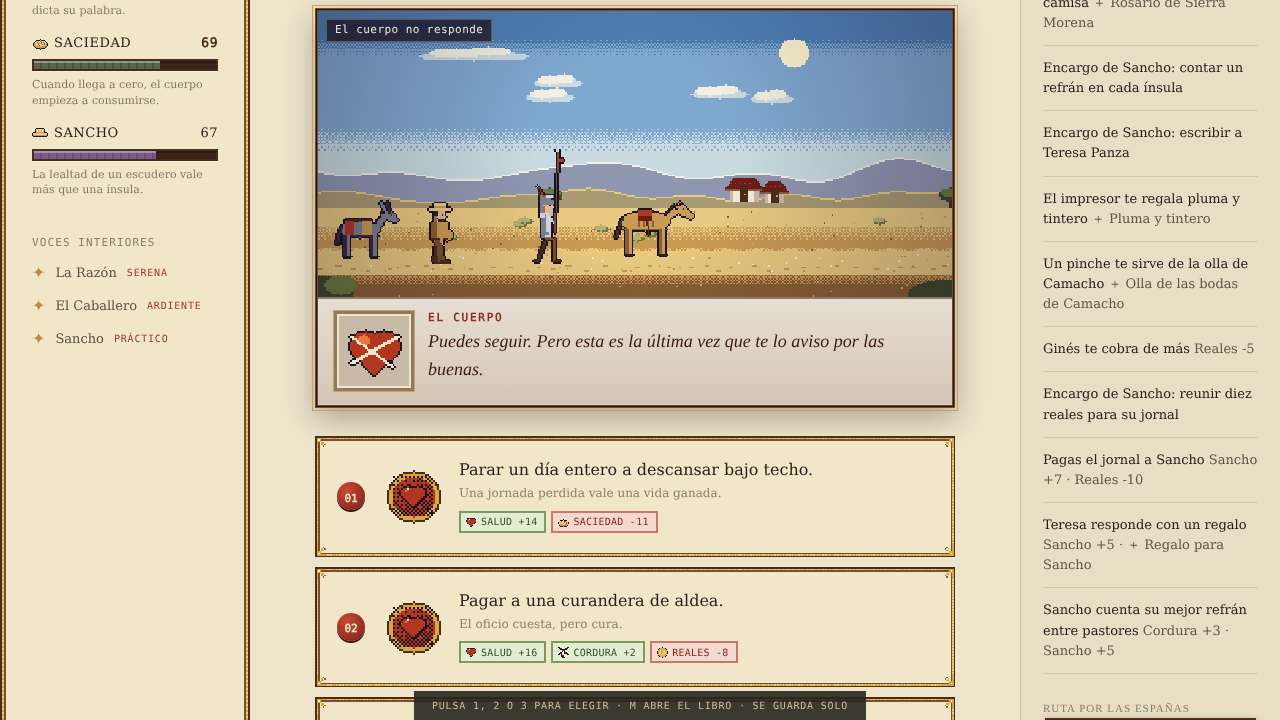 dicta su palabra.
SACIEDAD 69
Cuando llega a cero, el cuerpo
empieza a consumirse.
SANCHO 67
La lealtad de un escudero vale
más que una ínsula.
VOCES INTERIORES
La Razón SERENA
El Caballero ARDIENTE
Sancho PRÁCTICO
El cuerpo no responde
EL CUERPO
Puedes seguir. Pero esta es la última vez que te lo aviso por las
buenas.
01
Parar un día entero a descansar bajo techo.
Una jornada perdida vale una vida ganada.
SALUD +14 SACIEDAD -11
02
Pagar a una curandera de aldea.
El oficio cuesta, pero cura.
SALUD +16 CORDURA +2 REALES -8
PULSA 1, 2 O 3 PARA ELEGIR · M ABRE EL LIBRO · SE GUARDA SOLO
camisa + Rosario de Sierra
Morena
Encargo de Sancho: contar un
refrán en cada ínsula
Encargo de Sancho: escribir a
Teresa Panza
El impresor te regala pluma y
tintero + Pluma y tintero
Un pinche te sirve de la olla de
Camacho + Olla de las bodas
de Camacho
Ginés te cobra de más Reales -5
Encargo de Sancho: reunir diez
reales para su jornal
Pagas el jornal a Sancho Sancho
+7 · Reales -10
Teresa responde con un regalo
Sancho +5 · + Regalo para
Sancho
Sancho cuenta su mejor refrán
entre pastores Cordura +3 ·
Sancho +5
RUTA POR LAS ESPAÑAS